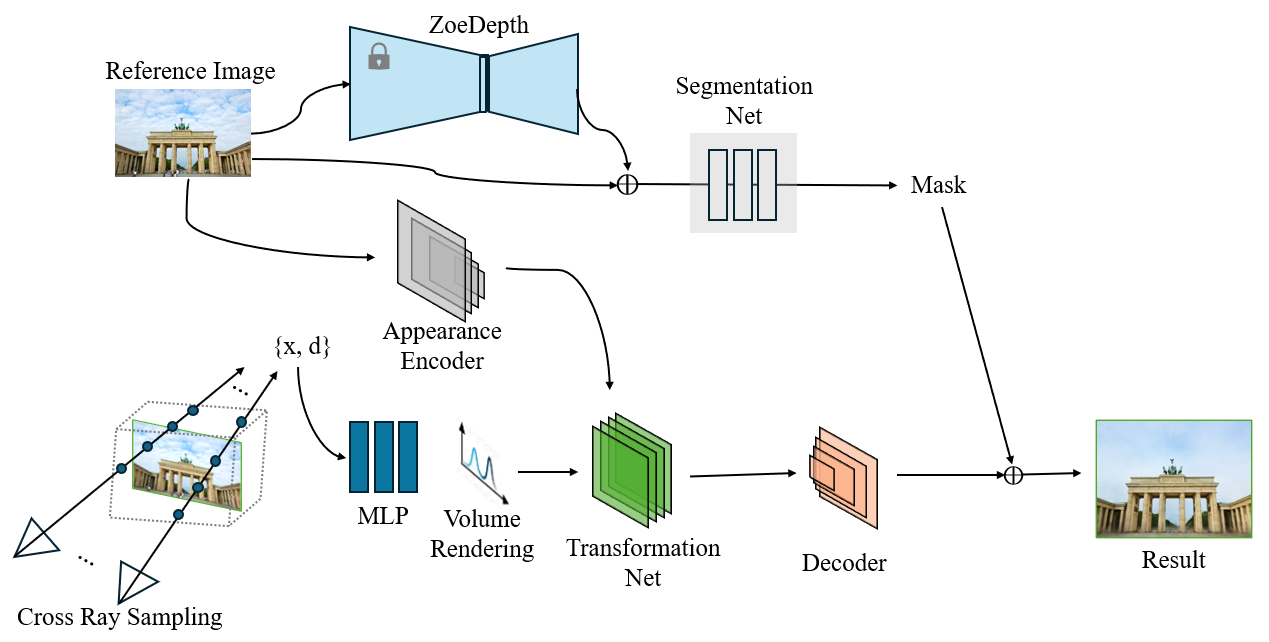 ZoeDepth
Reference Image
Segmentation
Net
Mask
Appearance
Encoder
{x, d}
...
...
MLP
Volume
Rendering
Transformation
Net
Decoder
Result
Cross Ray Sampling